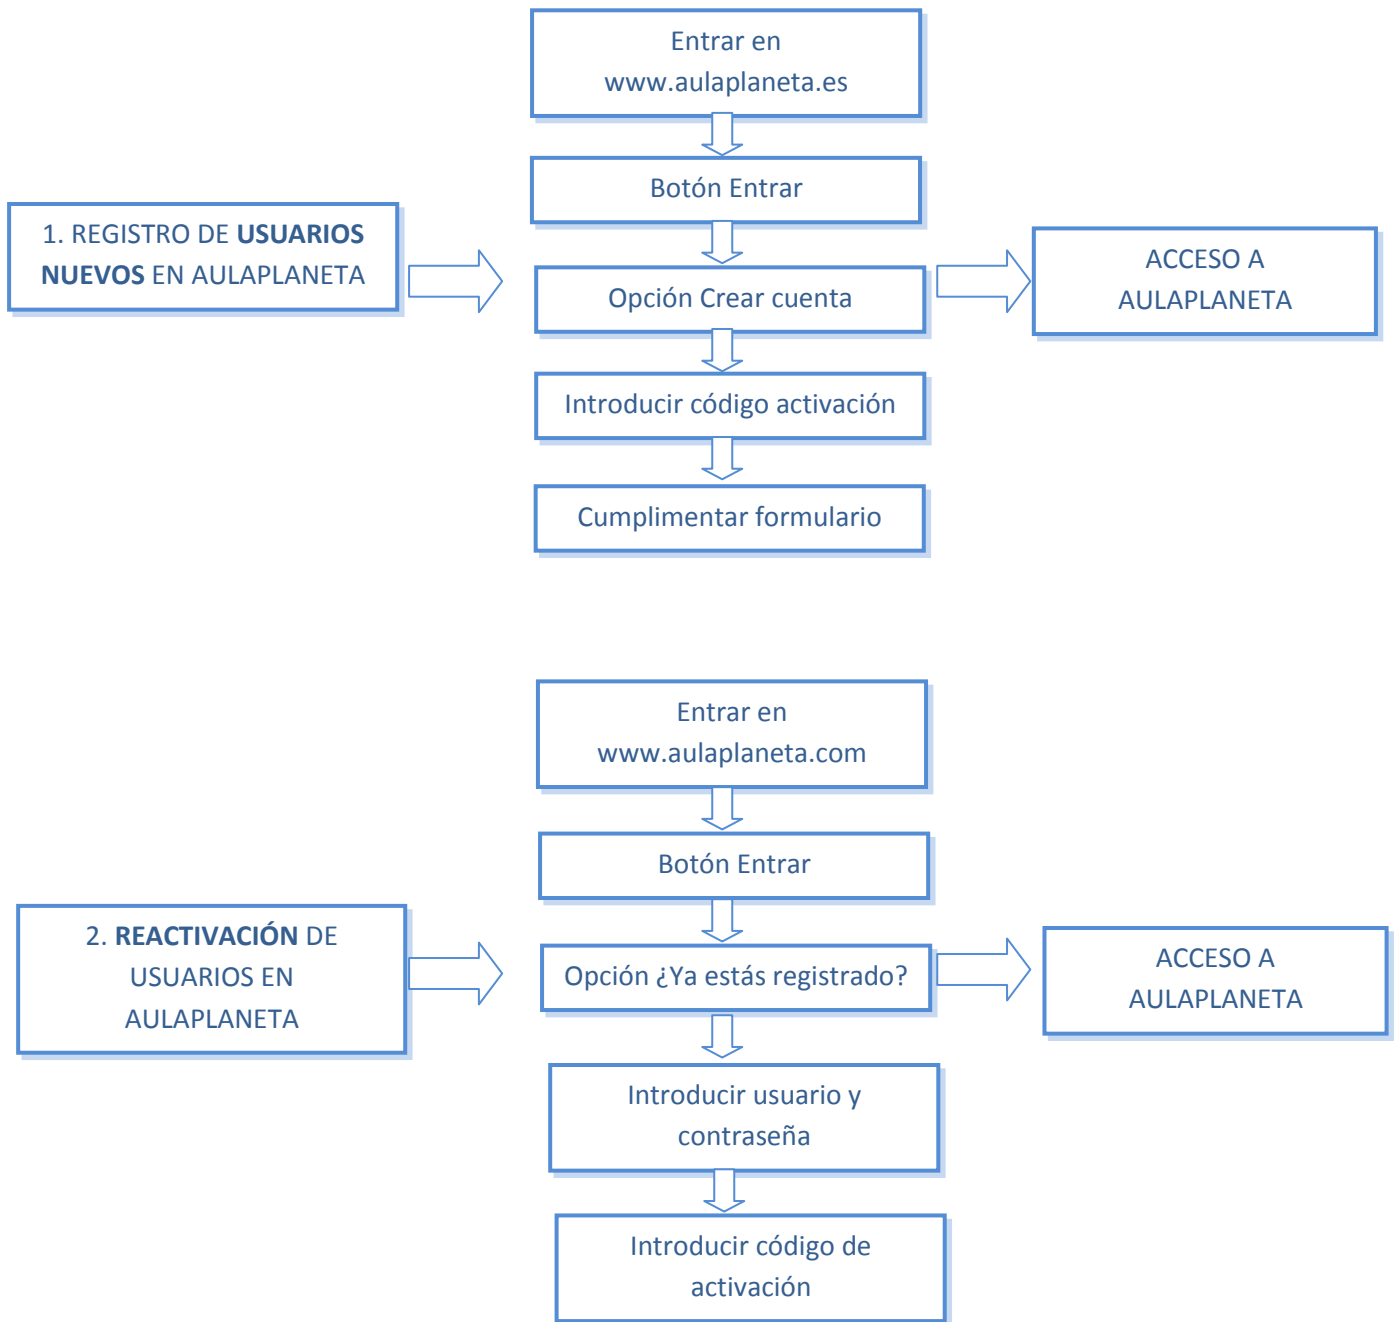 Entrar en
www.aulaplaneta.es
Botón Entrar
1. REGISTRO DE USUARIOS
NUEVOS EN AULAPLANETA
Opción Crear cuenta
ACCESO A
AULAPLANETA
Introducir código activación
Cumplimentar formulario
Entrar en
www.aulaplaneta.com
Botón Entrar
2. REACTIVACIÓN DE
USUARIOS EN
AULAPLANETA
Opción ¿Ya estás registrado?
ACCESO A
AULAPLANETA
Introducir usuario y
contraseña
Introducir código de
activación